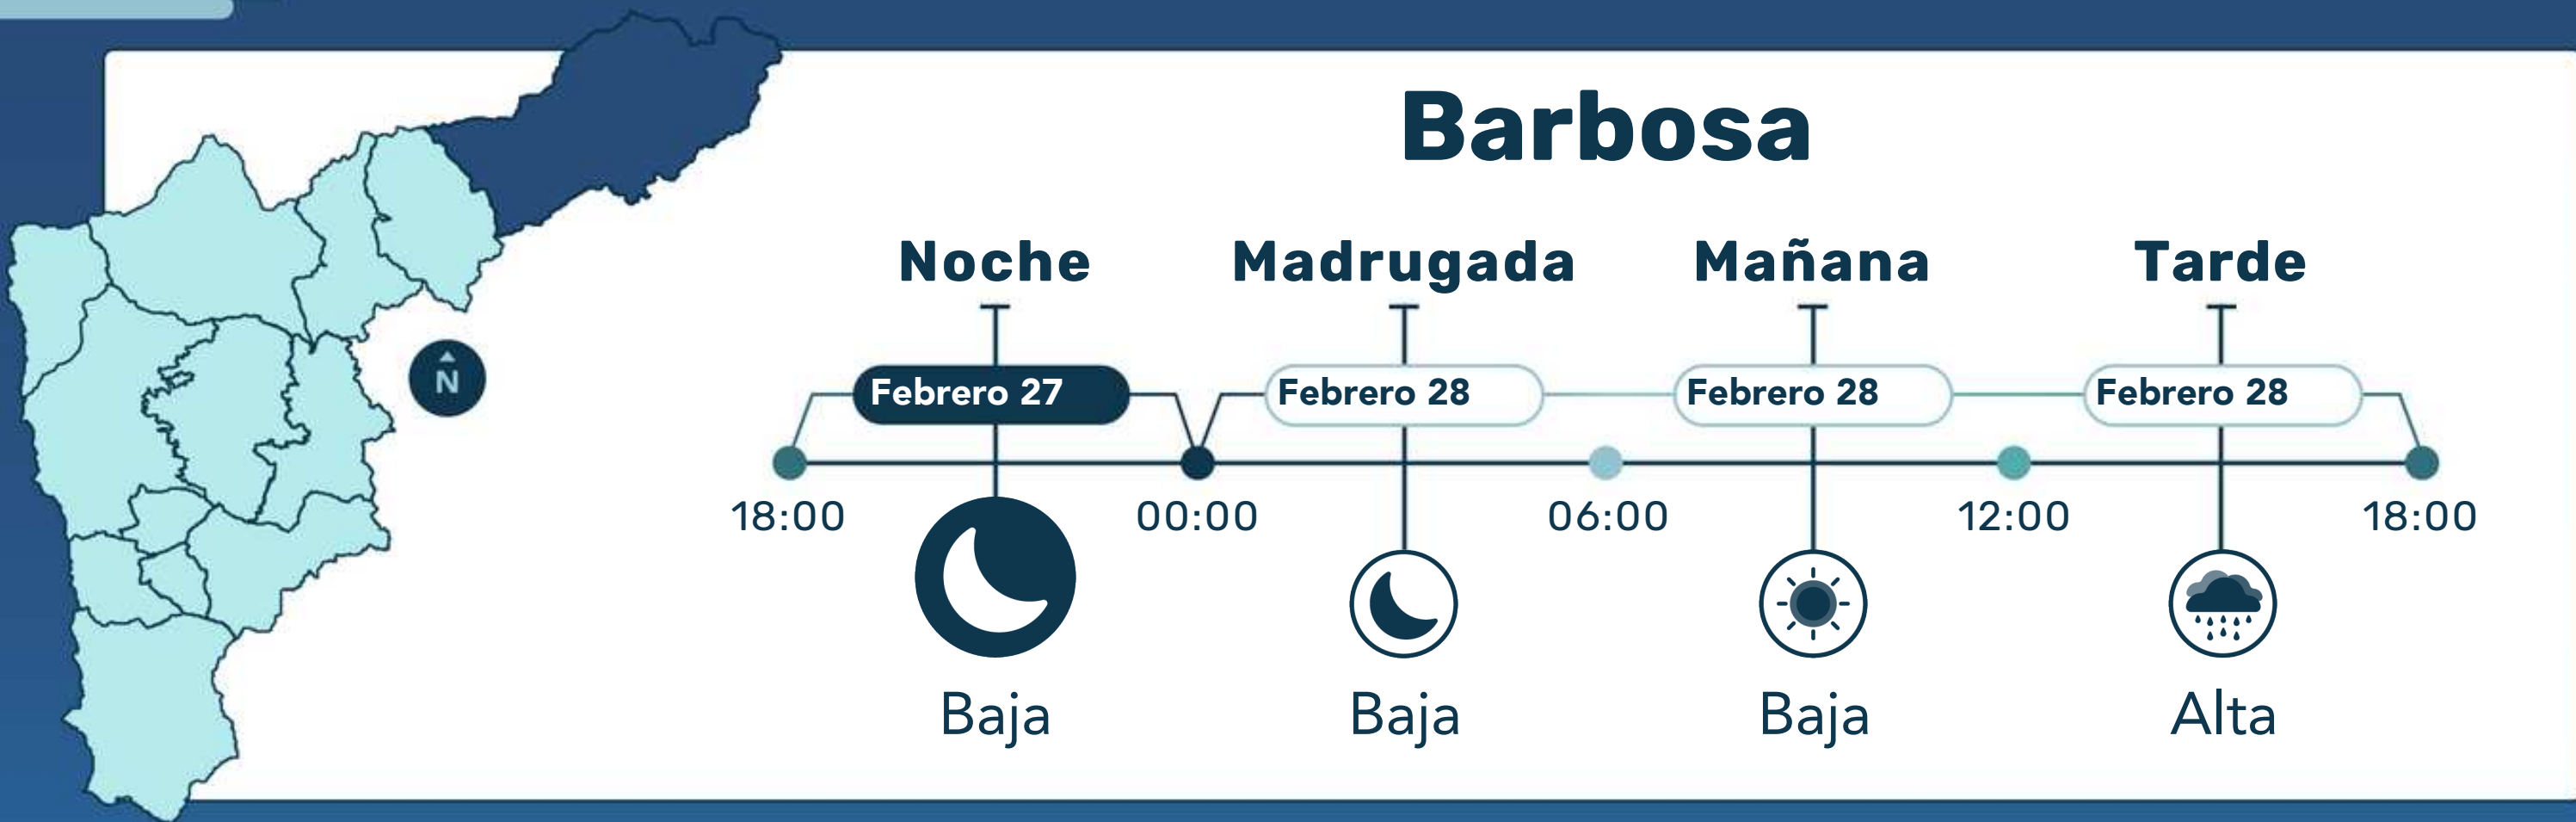 Barbosa
Noche Madrugada Mañana Tarde
N
Febrero 27 Febrero 28 Febrero 28 Febrero 28
18:00 00:00 06:00 12:00 18:00
Baja Baja Baja Alta